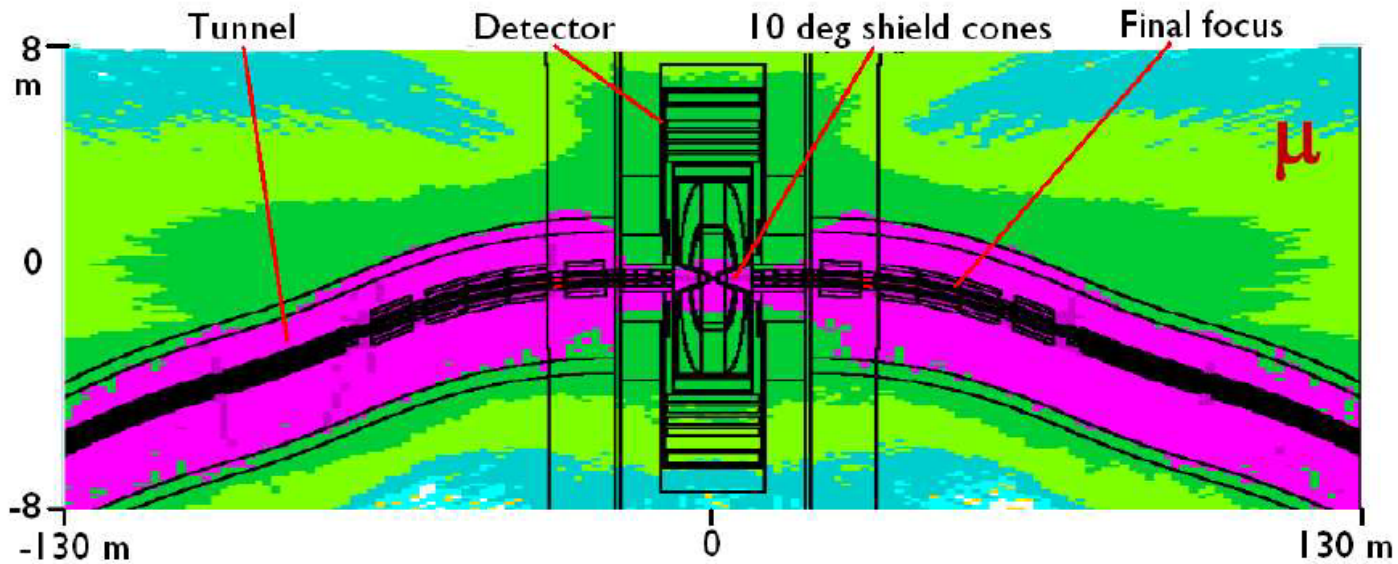 Tunnel Detector 10 deg shield cones Final focus
8
m
μ
0
-8
-130 m 0 130 m